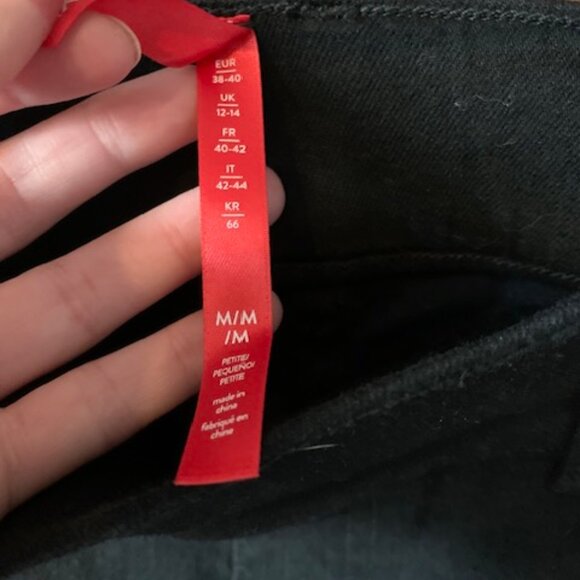 EUR
38-40
UK
12-14
FR
40-42
IT
42-44
KR
66
M/M
/M
PETITE/
PEQUEÑO/
PETITE
made in
china
fabriqué en
chine